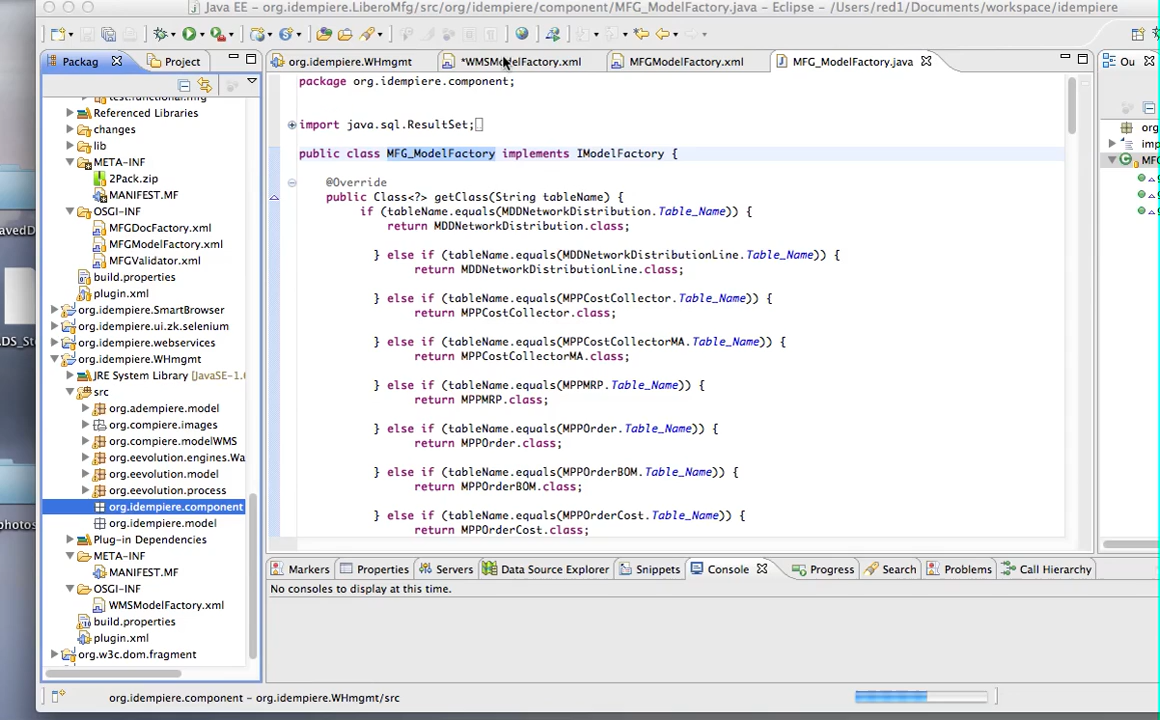 Java EE - org.idempiere.LiberoMfg/src/org/idempiere/component/MFG_ModelFactory.java - Eclipse - /Users/red1/Documents/workspace/idempiere
Packag
Project
org.idempiere.WHmgmt
*WMSModelFactory.xml
MFGModelFactory.xml
MFG_ModelFactory.java
Ou
Referenced Libraries
changes
lib
META-INF
2Pack.zip
MANIFEST.MF
OSGI-INF
MFGDocFactory.xml
MFGModelFactory.xml
MFGValidator.xml
build.properties
plugin.xml
org.idempiere.SmartBrowser
org.idempiere.ui.zk.selenium
org.idempiere.webservices
org.idempiere.WHmgmt
JRE System Library [JavaSE-1.6
src
org.adempiere.model
org.compiere.images
org.compiere.modelWMS
org.eevolution.engines.Wa
org.eevolution.model
org.eevolution.process
org.idempiere.component
org.idempiere.model
Plug-in Dependencies
META-INF
MANIFEST.MF
OSGI-INF
WMSModelFactory.xml
build.properties
plugin.xml
org.w3c.dom.fragment
package org.idempiere.component;
import java.sql.ResultSet;
public class MFG_ModelFactory implements IModelFactory {
@Override
public Class<?> getClass(String tableName) {
if (tableName.equals(MDDNetworkDistribution.Table_Name)) {
return MDDNetworkDistribution.class;
} else if (tableName.equals(MDDNetworkDistributionLine.Table_Name)) {
return MDDNetworkDistributionLine.class;
} else if (tableName.equals(MPPCostCollector.Table_Name)) {
return MPPCostCollector.class;
} else if (tableName.equals(MPPCostCollectorMA.Table_Name)) {
return MPPCostCollectorMA.class;
} else if (tableName.equals(MPPMRP.Table_Name)) {
return MPPMRP.class;
} else if (tableName.equals(MPPOrder.Table_Name)) {
return MPPOrder.class;
} else if (tableName.equals(MPPOrderBOM.Table_Name)) {
return MPPOrderBOM.class;
} else if (tableName.equals(MPPOrderCost.Table_Name)) {
return MPPOrderCost.class;
org
imp
MFG
Markers
Properties
Servers
Data Source Explorer
Snippets
Console
Progress
Search
Problems
Call Hierarchy
No consoles to display at this time.
org.idempiere.component - org.idempiere.WHmgmt/src
photos